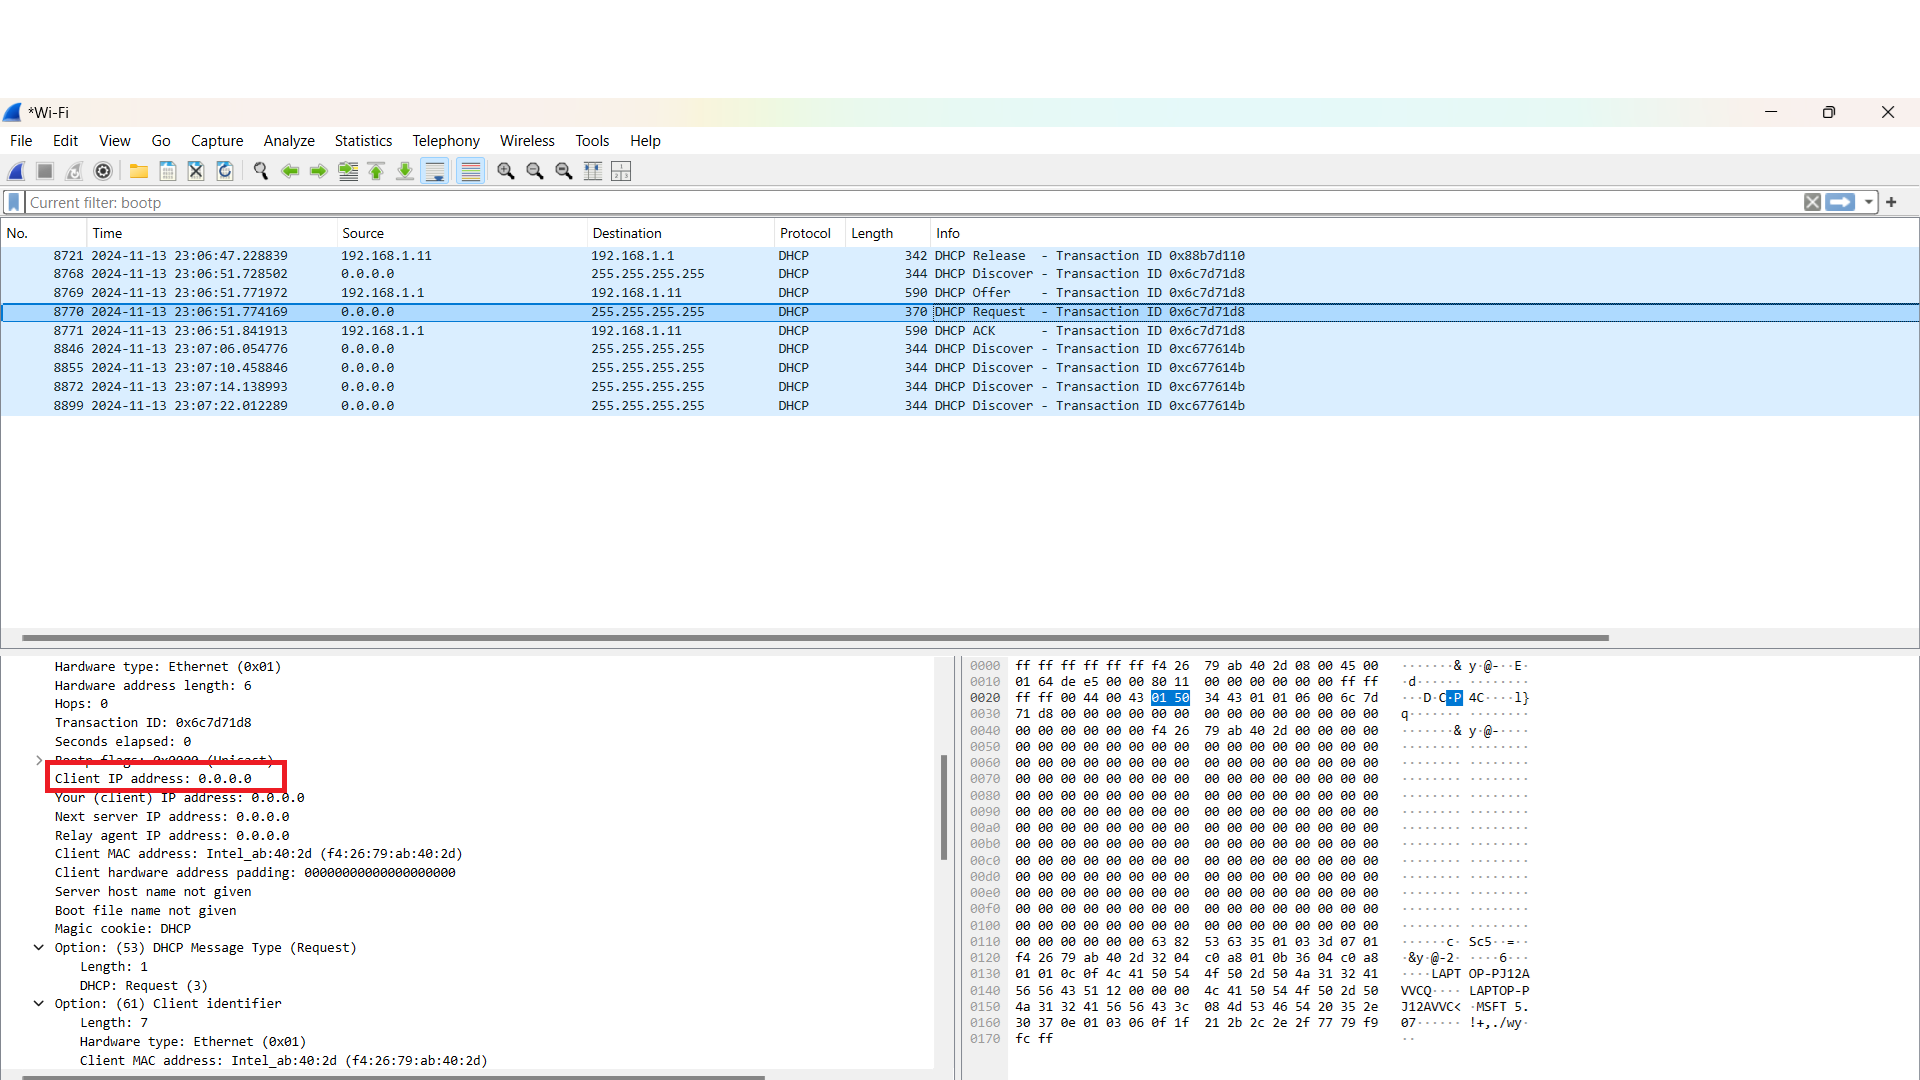 *Wi-Fi
File Edit View Go Capture Analyze Statistics Telephony Wireless Tools Help
Current filter: bootp
No. Time Source Destination Protocol Length Info
8721 2024-11-13 23:06:47.228839 192.168.1.11 192.168.1.1 DHCP 342 DHCP Release - Transaction ID 0x88b7d110
8768 2024-11-13 23:06:51.728502 0.0.0.0 255.255.255.255 DHCP 344 DHCP Discover - Transaction ID 0x6c7d71d8
8769 2024-11-13 23:06:51.771972 192.168.1.1 192.168.1.11 DHCP 590 DHCP Offer - Transaction ID 0x6c7d71d8
8770 2024-11-13 23:06:51.774169 0.0.0.0 255.255.255.255 DHCP 370 DHCP Request - Transaction ID 0x6c7d71d8
8771 2024-11-13 23:06:51.841913 192.168.1.1 192.168.1.11 DHCP 590 DHCP ACK - Transaction ID 0x6c7d71d8
8846 2024-11-13 23:07:06.054776 0.0.0.0 255.255.255.255 DHCP 344 DHCP Discover - Transaction ID 0xc677614b
8855 2024-11-13 23:07:10.458846 0.0.0.0 255.255.255.255 DHCP 344 DHCP Discover - Transaction ID 0xc677614b
8872 2024-11-13 23:07:14.138993 0.0.0.0 255.255.255.255 DHCP 344 DHCP Discover - Transaction ID 0xc677614b
8899 2024-11-13 23:07:22.012289 0.0.0.0 255.255.255.255 DHCP 344 DHCP Discover - Transaction ID 0xc677614b
Hardware type: Ethernet (0x01)
Hardware address length: 6
Hops: 0
Transaction ID: 0x6c7d71d8
Seconds elapsed: 0
Bootp flags: 0x0000 (Unicast)
Client IP address: 0.0.0.0
Your (client) IP address: 0.0.0.0
Next server IP address: 0.0.0.0
Relay agent IP address: 0.0.0.0
Client MAC address: Intel_ab:40:2d (f4:26:79:ab:40:2d)
Client hardware address padding: 00000000000000000000
Server host name not given
Boot file name not given
Magic cookie: DHCP
Option: (53) DHCP Message Type (Request)
Length: 1
DHCP: Request (3)
Option: (61) Client identifier
Length: 7
Hardware type: Ethernet (0x01)
Client MAC address: Intel_ab:40:2d (f4:26:79:ab:40:2d)
0000 ff ff ff ff ff ff f4 26 79 ab 40 2d 08 00 45 00 ·······& y·@-··E·
0010 01 64 de e5 00 00 80 11 00 00 00 00 00 00 ff ff ·d······ ········
0020 ff ff 00 44 00 43 01 50 34 43 01 01 06 00 6c 7d ···D·C·P 4C····l}
0030 71 d8 00 00 00 00 00 00 00 00 00 00 00 00 00 00 q······· ········
0040 00 00 00 00 00 00 f4 26 79 ab 40 2d 00 00 00 00 ·······& y·@-····
0050 00 00 00 00 00 00 00 00 00 00 00 00 00 00 00 00 ········ ········
0060 00 00 00 00 00 00 00 00 00 00 00 00 00 00 00 00 ········ ········
0070 00 00 00 00 00 00 00 00 00 00 00 00 00 00 00 00 ········ ········
0080 00 00 00 00 00 00 00 00 00 00 00 00 00 00 00 00 ········ ········
0090 00 00 00 00 00 00 00 00 00 00 00 00 00 00 00 00 ········ ········
00a0 00 00 00 00 00 00 00 00 00 00 00 00 00 00 00 00 ········ ········
00b0 00 00 00 00 00 00 00 00 00 00 00 00 00 00 00 00 ········ ········
00c0 00 00 00 00 00 00 00 00 00 00 00 00 00 00 00 00 ········ ········
00d0 00 00 00 00 00 00 00 00 00 00 00 00 00 00 00 00 ········ ········
00e0 00 00 00 00 00 00 00 00 00 00 00 00 00 00 00 00 ········ ········
00f0 00 00 00 00 00 00 00 00 00 00 00 00 00 00 00 00 ········ ········
0100 00 00 00 00 00 00 00 00 00 00 00 00 00 00 00 00 ········ ········
0110 00 00 00 00 00 00 63 82 53 63 35 01 03 3d 07 01 ······c· Sc5··=··
0120 f4 26 79 ab 40 2d 32 04 c0 a8 01 0b 36 04 c0 a8 ·&y·@-2· ····6···
0130 01 01 0c 0f 4c 41 50 54 4f 50 2d 50 4a 31 32 41 ····LAPT OP-PJ12A
0140 56 56 43 51 12 00 00 00 4c 41 50 54 4f 50 2d 50 VVCQ···· LAPTOP-P
0150 4a 31 32 41 56 56 43 3c 08 4d 53 46 54 20 35 2e J12AVVC< ·MSFT 5.
0160 30 37 0e 01 03 06 0f 1f 21 2b 2c 2e 2f 77 79 f9 07······ !+,./wy·
0170 fc ff ··